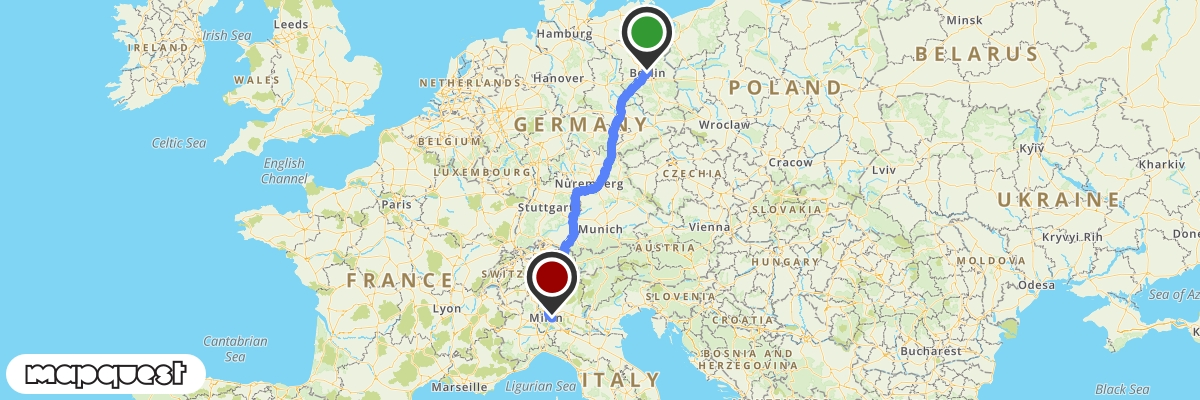 Leeds
Hamburg
Minsk
Irish Sea
IRELAND
BELARUS
Berlin
WALES
NETHERLANDS
Hanover
POLAND
GERMANY
Wroclaw
Celtic Sea
BELGIUM
Kyiv
English
Channel
Cracow
Lviv
Kharkiv
LUXEMBOURG
CZECHIA
Nuremberg
Paris
Stuttgart
SLOVAKIA
UKRAINE
Munich
Vienna
Kryvyi Rih
Done
AUSTRIA
HUNGARY
MOLDOVA
SWITZ
FRANCE
Odesa
SLOVENIA
Sea of Az
Lyon
Milan
CROATIA
Cantabrian
Sea
Bucharest
BOSNIA AND
HERZEGOVINA
mapquest
ITALY
Marseille
Ligurian Sea
Black Sea